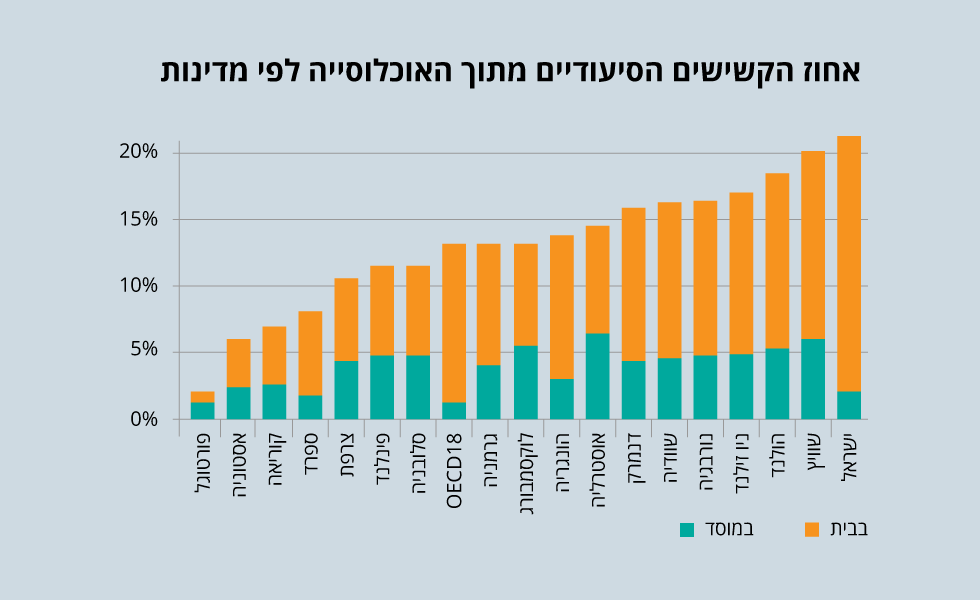 אחוז הקשישים הסיעודיים מתוך האוכלוסייה לפי מדינות
20%
15%
10%
5%
0%
פורטוגל
אסטוניה
קוריאה
ספרד
צרפת
פינלנד
סלובניה
OECD18
גרמניה
לוקסמבורג
הונגריה
אוסטרליה
דנמרק
שוודיה
נורבגיה
ניו זילנד
הולנד
שוויץ
ישראל
בבית
במוסד